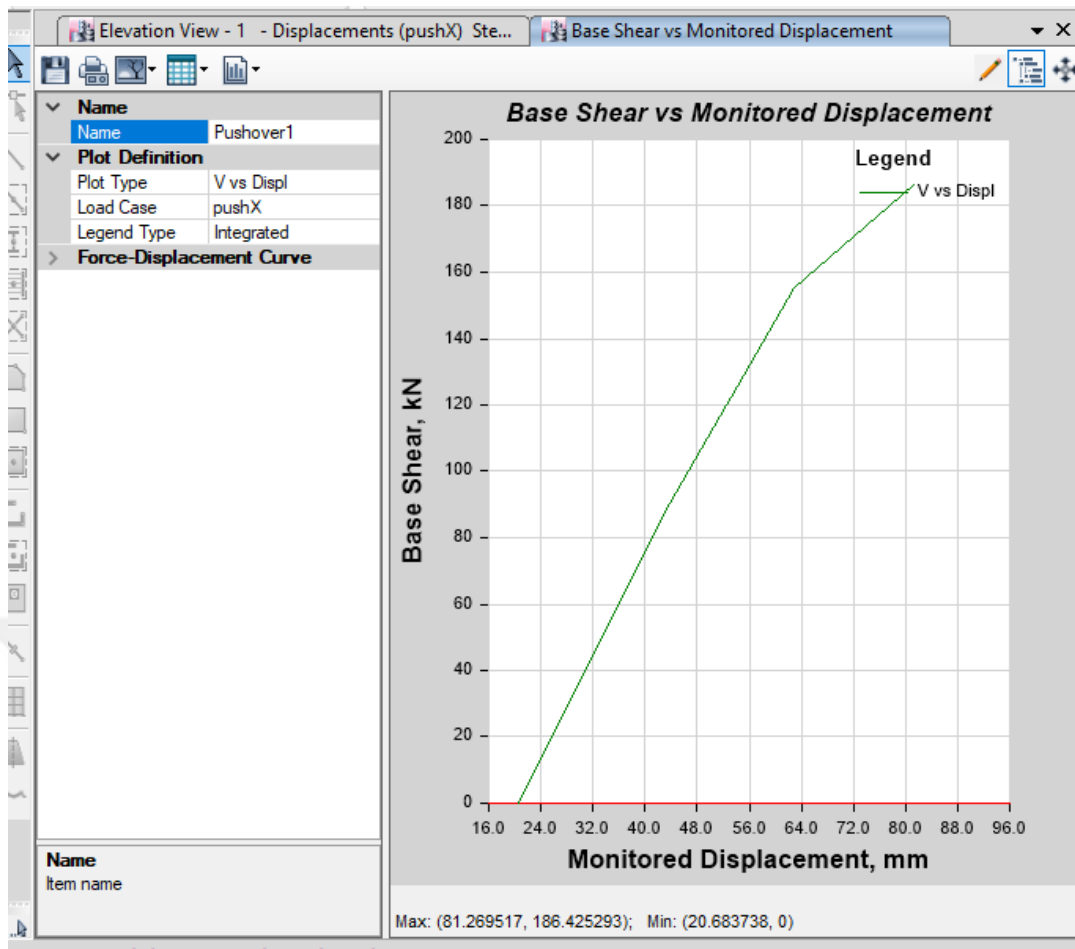 Elevation View - 1 - Displacements (pushX) Ste...
Base Shear vs Monitored Displacement
Name
Name Pushover1
Plot Definition
Plot Type V vs Displ
Load Case pushX
Legend Type Integrated
Force-Displacement Curve
Name
Item name
Base Shear vs Monitored Displacement
Legend
V vs Displ
Base Shear, kN
200
180
160
140
120
100
80
60
40
20
0
16.0 24.0 32.0 40.0 48.0 56.0 64.0 72.0 80.0 88.0 96.0
Monitored Displacement, mm
Max: (81.269517, 186.425293); Min: (20.683738, 0)